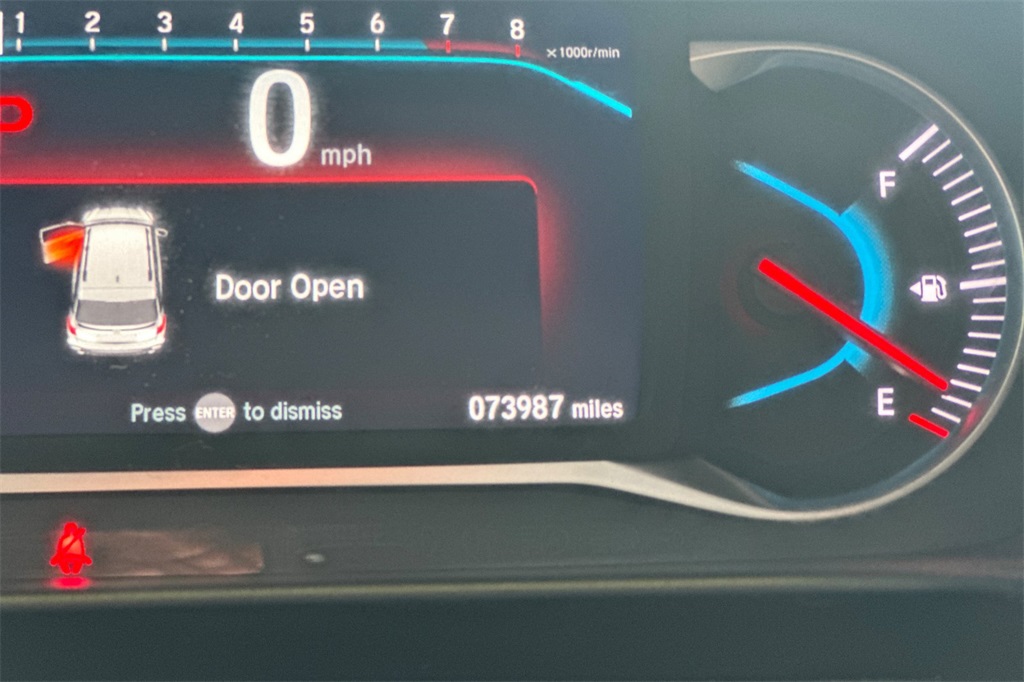 1 2 3 4 5 6 7 8
×1000r/min
P
0 mph
F
Door Open
E
Press ENTER to dismiss
073987 miles